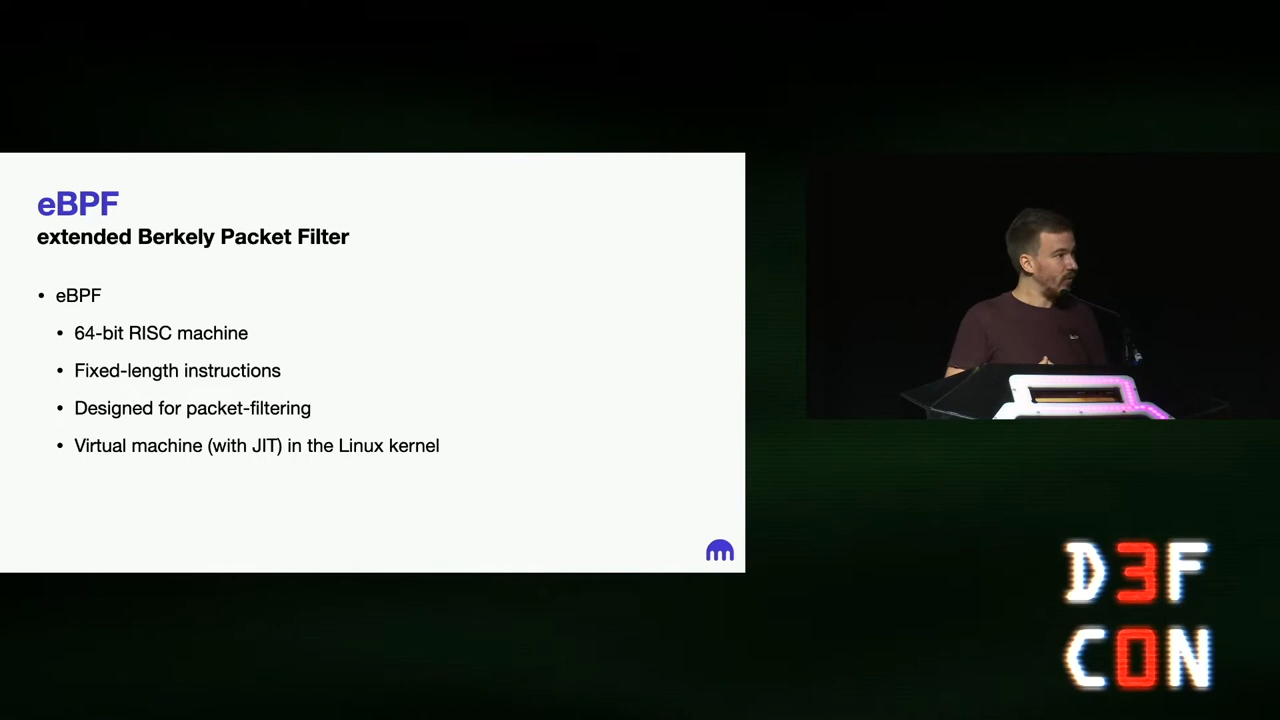 eBPF
extended Berkely Packet Filter
• eBPF
• 64-bit RISC machine
• Fixed-length instructions
• Designed for packet-filtering
• Virtual machine (with JIT) in the Linux kernel
D3F
C0N